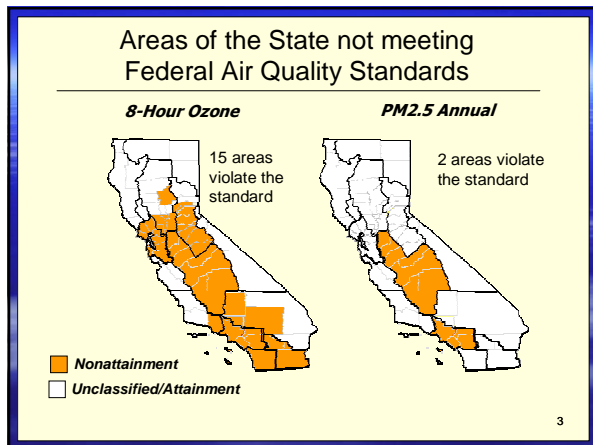 Areas of the State not meeting
Federal Air Quality Standards
8-Hour Ozone
PM2.5 Annual
15 areas
violate the
standard
2 areas violate
the standard
Nonattainment
Unclassified/Attainment
3